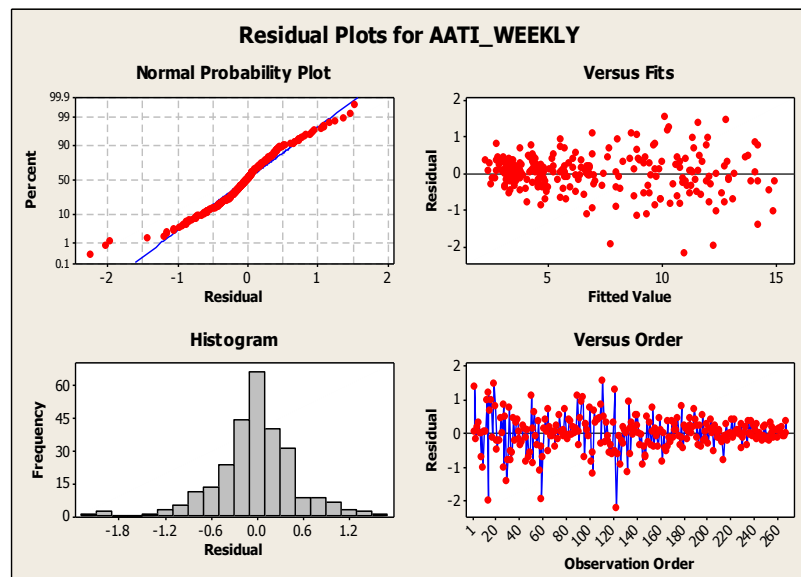 Residual Plots for AATI_WEEKLY
Normal Probability Plot
Percent
99.9
99
90
50
10
1
0.1
-2 -1 0 1 2
Residual
Versus Fits
Residual
2
1
0
-1
-2
5 10 15
Fitted Value
Histogram
Frequency
60
45
30
15
0
-1.8 -1.2 -0.6 0.0 0.6 1.2
Residual
Versus Order
Residual
2
1
0
-1
-2
1 20 40 60 80 100 120 140 160 180 200 220 240 260
Observation Order